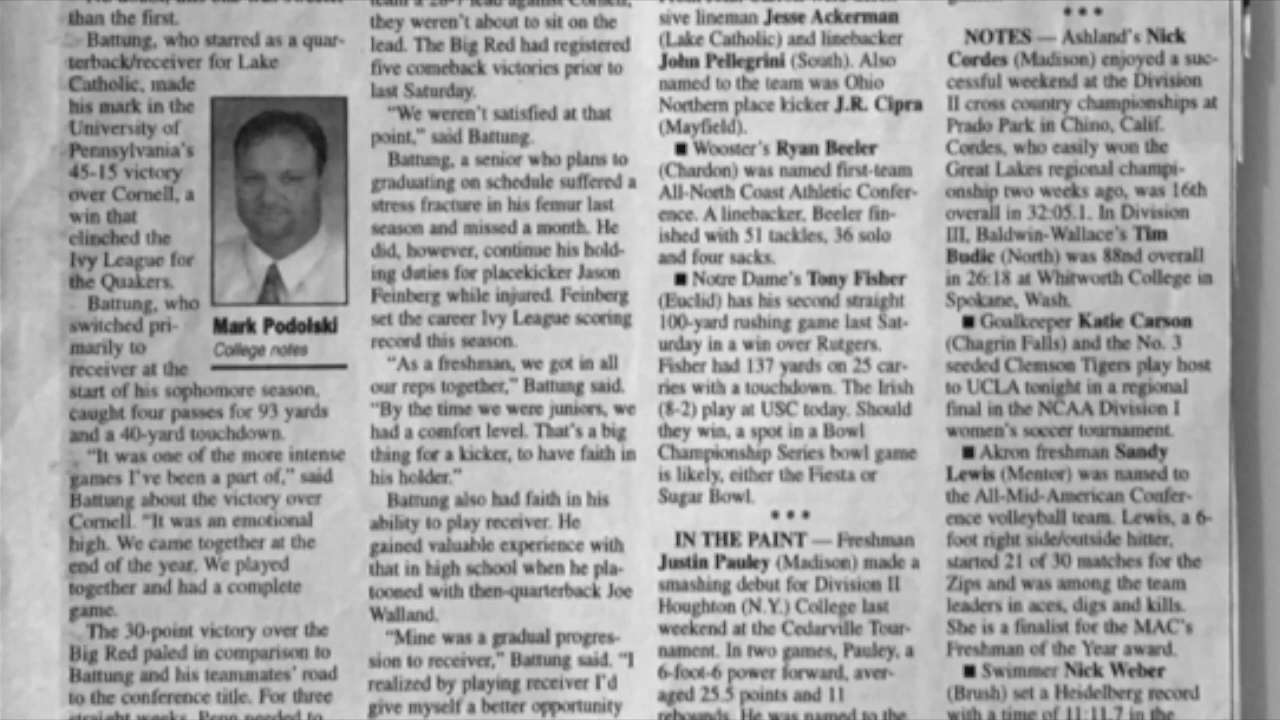 than the first.
Battung, who starred as a quar-
terback/receiver for Lake
Catholic, made
his mark in the
University of
Pennsylvania's
45-15 victory
over Cornell, a
win that
clinched the
Ivy League for
the Quakers.
Battung, who
switched pri-
marily to
receiver at the
start of his sophomore season,
caught four passes for 93 yards
and a 40-yard touchdown.
"It was one of the more intense
games I've been a part of," said
Battung about the victory over
Cornell. "It was an emotional
high. We came together at the
end of the year. We played
together and had a complete
game.
The 30-point victory over the
Big Red paled in comparison to
Battung and his teammates' road
to the conference title. For three
straight weeks, Penn needed to
Mark Podolski
College notes
they weren't about to sit on the
lead. The Big Red had registered
five comeback victories prior to
last Saturday.
"We weren't satisfied at that
point," said Battung.
Battung, a senior who plans to
graduating on schedule suffered a
stress fracture in his femur last
season and missed a month. He
did, however, continue his hold-
ing duties for placekicker Jason
Feinberg while injured. Feinberg
set the career Ivy League scoring
record this season.
"As a freshman, we got in all
our reps together," Battung said.
"By the time we were juniors, we
had a comfort level. That's a big
thing for a kicker, to have faith in
his holder."
Battung also had faith in his
ability to play receiver. He
gained valuable experience with
that in high school when he pla-
tooned with then-quarterback Joe
Walland.
"Mine was a gradual progres-
sion to receiver," Battung said. "I
realized by playing receiver I'd
give myself a better opportunity
sive lineman Jesse Ackerman
(Lake Catholic) and linebacker
John Pellegrini (South). Also
named to the team was Ohio
Northern place kicker J.R. Cipra
(Mayfield).
■ Wooster's Ryan Beeler
(Chardon) was named first-team
All-North Coast Athletic Confer-
ence. A linebacker, Beeler fin-
ished with 51 tackles, 36 solo
and four sacks.
■ Notre Dame's Tony Fisher
(Euclid) has his second straight
100-yard rushing game last Sat-
urday in a win over Rutgers.
Fisher had 137 yards on 25 car-
ries with a touchdown. The Irish
(8-2) play at USC today. Should
they win, a spot in a Bowl
Championship Series bowl game
is likely, either the Fiesta or
Sugar Bowl.
• • •
IN THE PAINT — Freshman
Justin Pauley (Madison) made a
smashing debut for Division II
Houghton (N.Y.) College last
weekend at the Cedarville Tour-
nament. In two games, Pauley, a
6-foot-6 power forward, aver-
aged 25.5 points and 11
rebounds. He was named to the
• • •
NOTES — Ashland's Nick
Cordes (Madison) enjoyed a suc-
cessful weekend at the Division
II cross country championships at
Prado Park in Chino, Calif.
Cordes, who easily won the
Great Lakes regional champi-
onship two weeks ago, was 16th
overall in 32:05.1. In Division
III, Baldwin-Wallace's Tim
Budie (North) was 88nd overall
in 26:18 at Whitworth College in
Spokane, Wash.
■ Goalkeeper Katie Carson
(Chagrin Falls) and the No. 3
seeded Clemson Tigers play host
to UCLA tonight in a regional
final in the NCAA Division I
women's soccer tournament.
■ Akron freshman Sandy
Lewis (Mentor) was named to
the All-Mid-American Confer-
ence volleyball team. Lewis, a 6-
foot right side/outside hitter,
started 21 of 30 matches for the
Zips and was among the team
leaders in aces, digs and kills.
She is a finalist for the MAC's
Freshman of the Year award.
■ Swimmer Nick Weber
(Brush) set a Heidelberg record
with a time of 11:11.7 in the